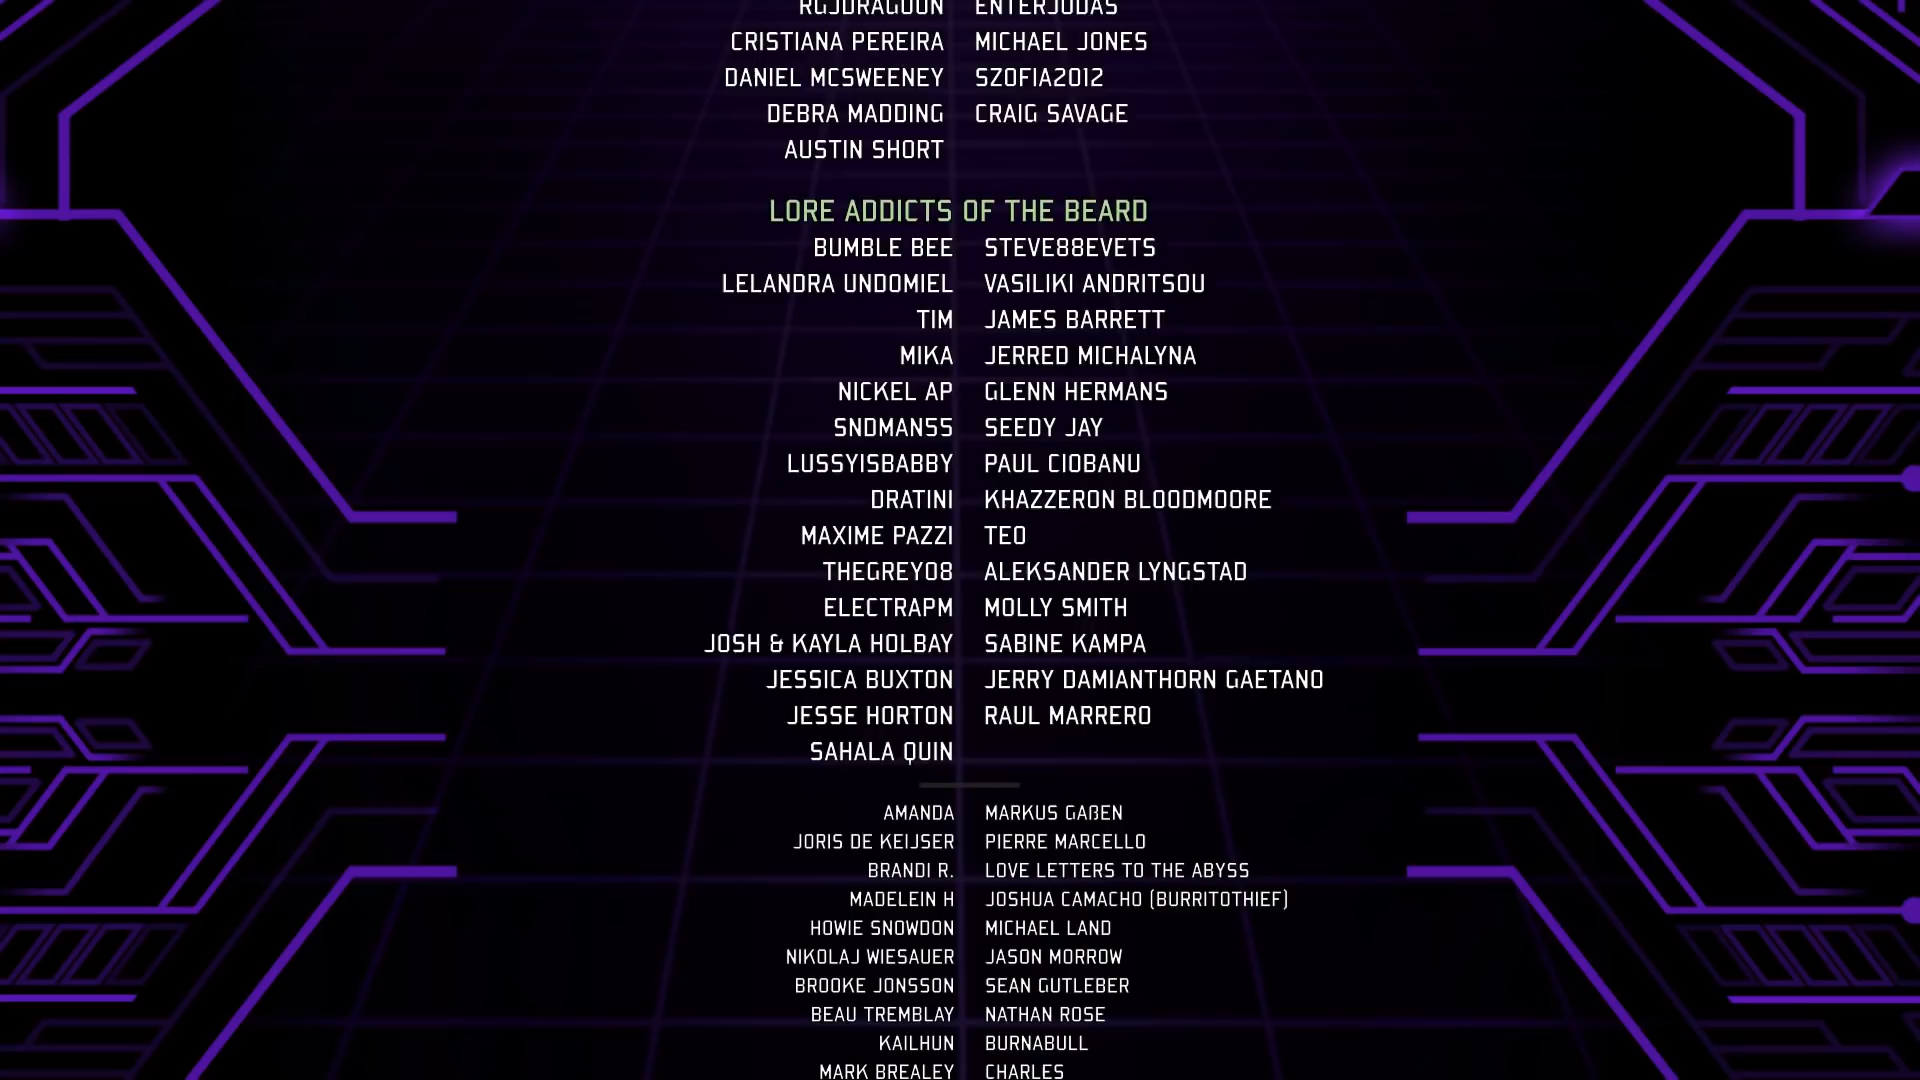 RGJDRAGOON ENTERJUDAS
CRISTIANA PEREIRA MICHAEL JONES
DANIEL MCSWEENEY SZOFIA2012
DEBRA MADDING CRAIG SAVAGE
AUSTIN SHORT
LORE ADDICTS OF THE BEARD
BUMBLE BEE STEVE88EVETS
LELANDRA UNDOMIEL VASILIKI ANDRITSOU
TIM JAMES BARRETT
MIKA JERRED MICHALYNA
NICKEL AP GLENN HERMANS
SNDMAN55 SEEDY JAY
LUSSYISBABBY PAUL CIOBANU
DRATINI KHAZZERON BLOODMOORE
MAXIME PAZZI TEO
THEGREY08 ALEKSANDER LYNGSTAD
ELECTRAPM MOLLY SMITH
JOSH & KAYLA HOLBAY SABINE KAMPA
JESSICA BUXTON JERRY DAMIANTHORN GAETANO
JESSE HORTON RAUL MARRERO
SAHALA QUIN
AMANDA MARKUS GAßEN
JORIS DE KEIJSER PIERRE MARCELLO
BRANDI R. LOVE LETTERS TO THE ABYSS
MADELEIN H JOSHUA CAMACHO (BURRITOTHIEF)
HOWIE SNOWDON MICHAEL LAND
NIKOLAJ WIESAUER JASON MORROW
BROOKE JONSSON SEAN GUTLEBER
BEAU TREMBLAY NATHAN ROSE
KAILHUN BURNABULL
MARK BREALEY CHARLES